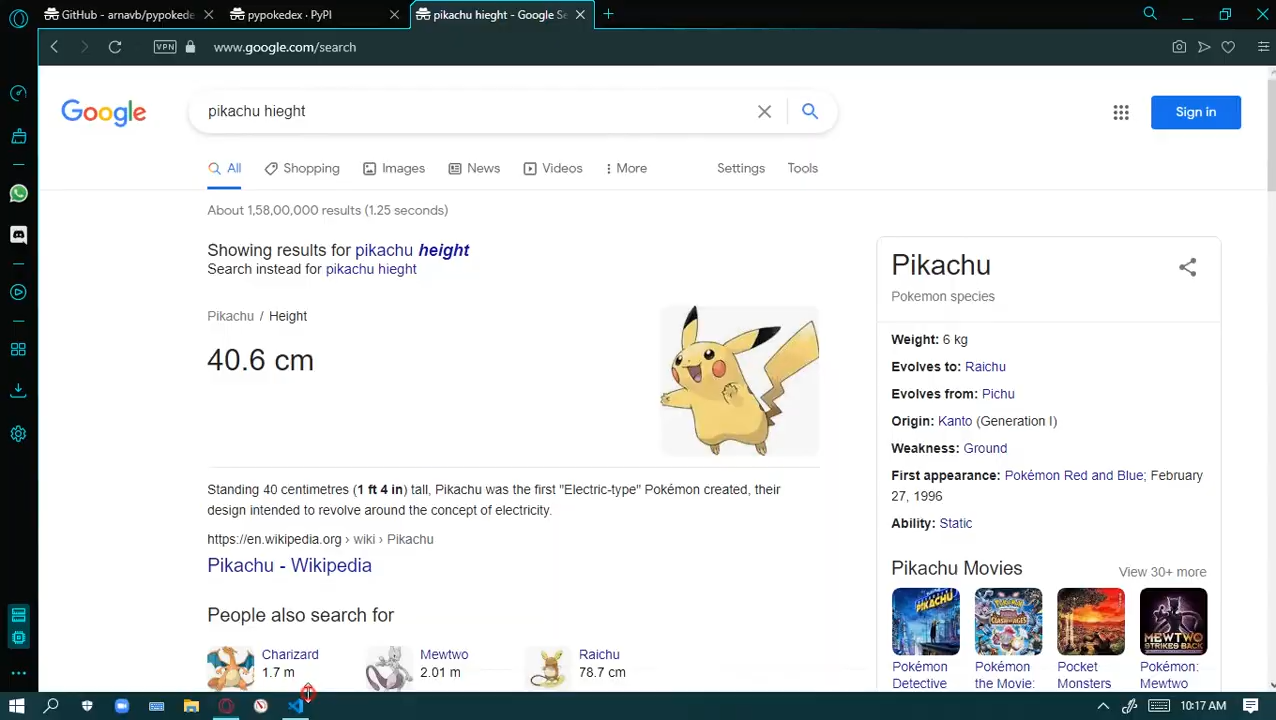 GitHub - arnavb/pypokede
pypokedex · PyPI
pikachu hieght - Google Se
VPN
www.google.com/search
Google
pikachu hieght
Sign in
All
Shopping
Images
News
Videos
More
Settings
Tools
About 1,58,00,000 results (1.25 seconds)
Showing results for pikachu height
Search instead for pikachu hieght
Pikachu / Height
40.6 cm
Standing 40 centimetres (1 ft 4 in) tall, Pikachu was the first "Electric-type" Pokémon created, their
design intended to revolve around the concept of electricity.
https://en.wikipedia.org › wiki › Pikachu
Pikachu - Wikipedia
People also search for
Charizard
1.7 m
Mewtwo
2.01 m
Raichu
78.7 cm
Pikachu
Pokemon species
Weight: 6 kg
Evolves to: Raichu
Evolves from: Pichu
Origin: Kanto (Generation I)
Weakness: Ground
First appearance: Pokémon Red and Blue; February
27, 1996
Ability: Static
Pikachu Movies
View 30+ more
PIKACHU
MEWTWO
STRIKES BACK
Pokémon
Detective
Pokémon
the Movie:
Pocket
Monsters
Pokémon:
Mewtwo
10:17 AM